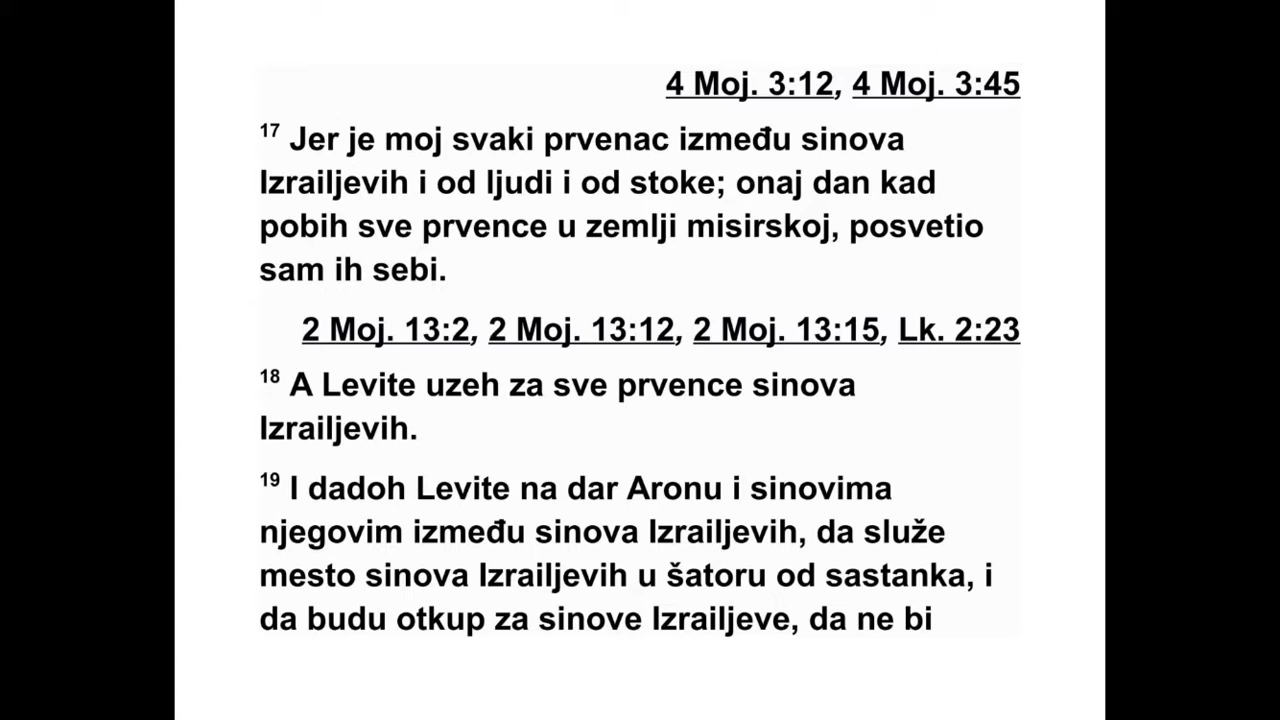 4 Moj. 3:12, 4 Moj. 3:45
17 Jer je moj svaki prvenac između sinova
Izrailjevih i od ljudi i od stoke; onaj dan kad
pobih sve prvence u zemlji misirskoj, posvetio
sam ih sebi.
2 Moj. 13:2, 2 Moj. 13:12, 2 Moj. 13:15, Lk. 2:23
18 A Levite uzeh za sve prvence sinova
Izrailjevih.
19 I dadoh Levite na dar Aronu i sinovima
njegovim između sinova Izrailjevih, da služe
mesto sinova Izrailjevih u šatoru od sastanka, i
da budu otkup za sinove Izrailjeve, da ne bi